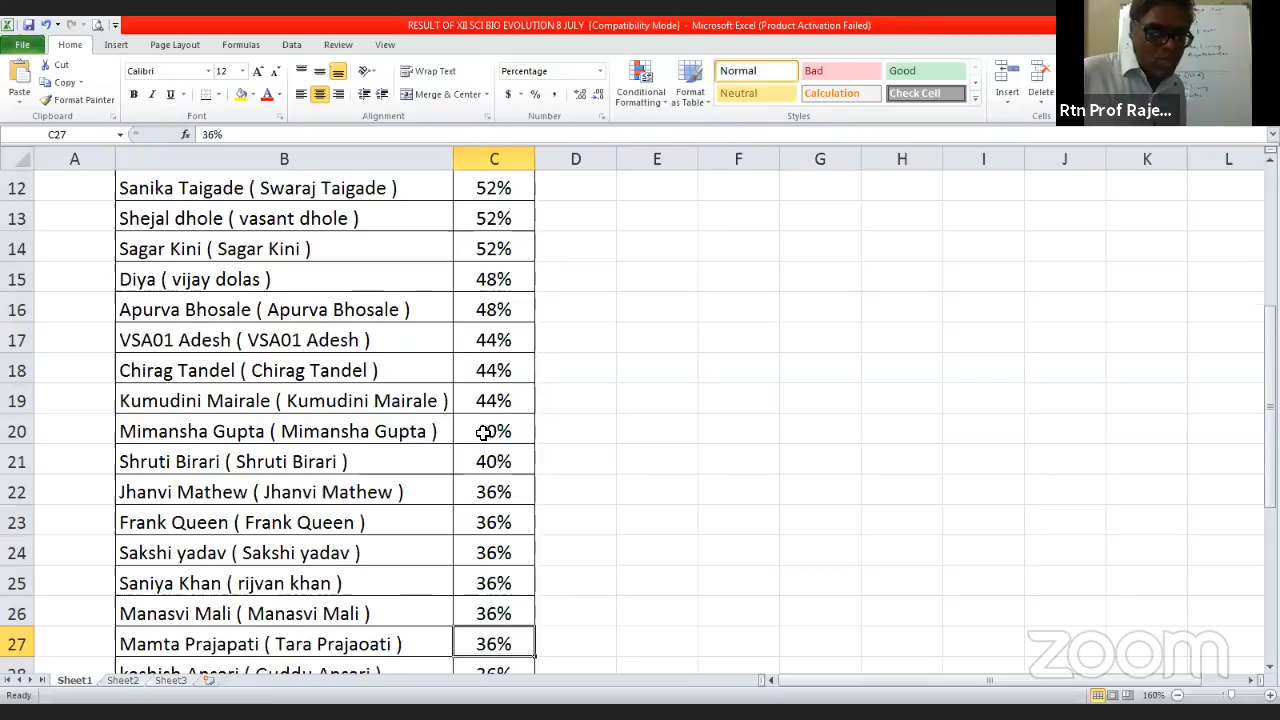 RESULT OF XII SCI BIO EVOLUTION 8 JULY [Compatibility Mode] - Microsoft Excel (Product Activation Failed)
File Home Insert Page Layout Formulas Data Review View
Paste Cut Copy Format Painter
Calibri 12 Wrap Text Merge & Center
Percentage
Conditional Formatting Format as Table
Normal Bad Good
Neutral Calculation Check Cell
Insert Delete
Clipboard Font Alignment Number Styles Cells
Rtn Prof Raje...
C27 fx 36%
A B C D E F G H I J K L
12 Sanika Taigade ( Swaraj Taigade ) 52%
13 Shejal dhole ( vasant dhole ) 52%
14 Sagar Kini ( Sagar Kini ) 52%
15 Diya ( vijay dolas ) 48%
16 Apurva Bhosale ( Apurva Bhosale ) 48%
17 VSA01 Adesh ( VSA01 Adesh ) 44%
18 Chirag Tandel ( Chirag Tandel ) 44%
19 Kumudini Mairale ( Kumudini Mairale ) 44%
20 Mimansha Gupta ( Mimansha Gupta ) 40%
21 Shruti Birari ( Shruti Birari ) 40%
22 Jhanvi Mathew ( Jhanvi Mathew ) 36%
23 Frank Queen ( Frank Queen ) 36%
24 Sakshi yadav ( Sakshi yadav ) 36%
25 Saniya Khan ( rijvan khan ) 36%
26 Manasvi Mali ( Manasvi Mali ) 36%
27 Mamta Prajapati ( Tara Prajaoati ) 36%
28 koshish Ansari ( Guddu Ansari ) 36%
zoom
Sheet1 Sheet2 Sheet3
Ready 160%